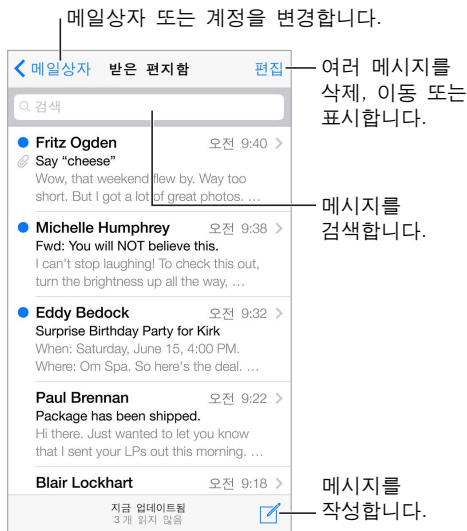 메일상자 또는 계정을 변경합니다.
메일상자 받은 편지함 편집
여러 메시지를
삭제, 이동 또는
표시합니다.
검색
Fritz Ogden 오전 9:40
Say “cheese”
Wow, that weekend flew by. Way too
short. But I got a lot of great photos. …
메시지를
검색합니다.
Michelle Humphrey 오전 9:38
Fwd: You will NOT believe this.
I can't stop laughing! To check this out,
turn the brightness up all the way, …
Eddy Bedock 오전 9:32
Surprise Birthday Party for Kirk
When: Saturday, June 15, 4:00 PM.
Where: Om Spa. So here's the deal. …
Paul Brennan 오전 9:22
Package has been shipped.
Hi there. Just wanted to let you know
that I sent your LPs out this morning. …
Blair Lockhart 오전 9:18
지금 업데이트됨
3개 읽지 않음
메시지를
작성합니다.